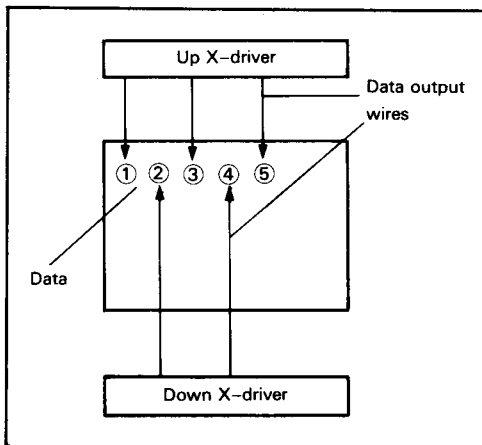 Up X–driver
Data output
wires
① ② ③ ④ ⑤
Data
Down X–driver